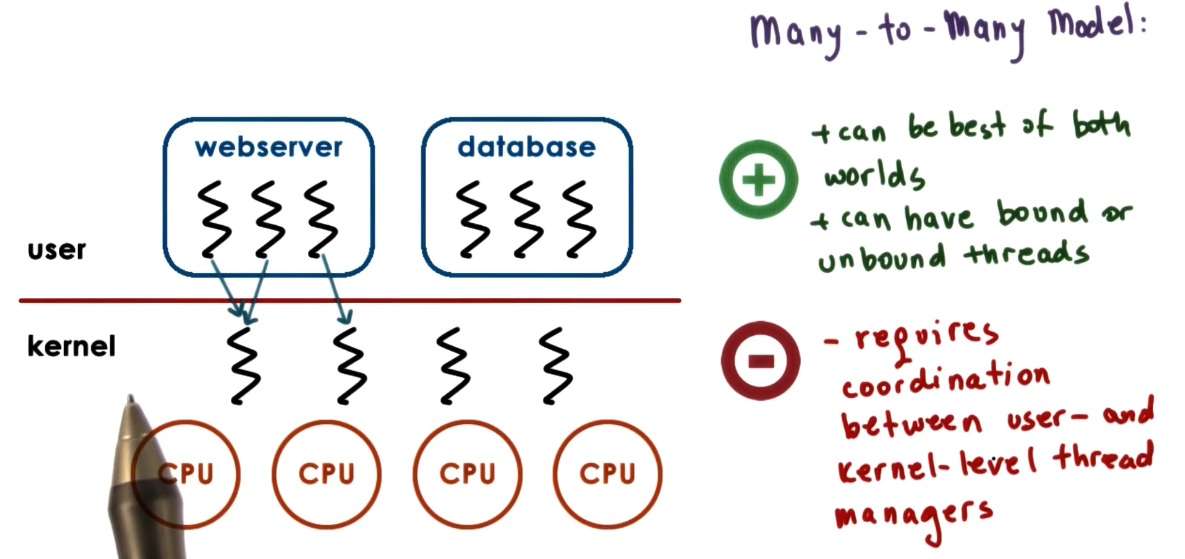 Many-to-Many Model:
webserver
database
user
kernel
CPU
CPU
CPU
CPU
+ can be best of both
worlds
+ can have bound or
unbound threads
- requires
coordination
between user- and
kernel-level thread
managers